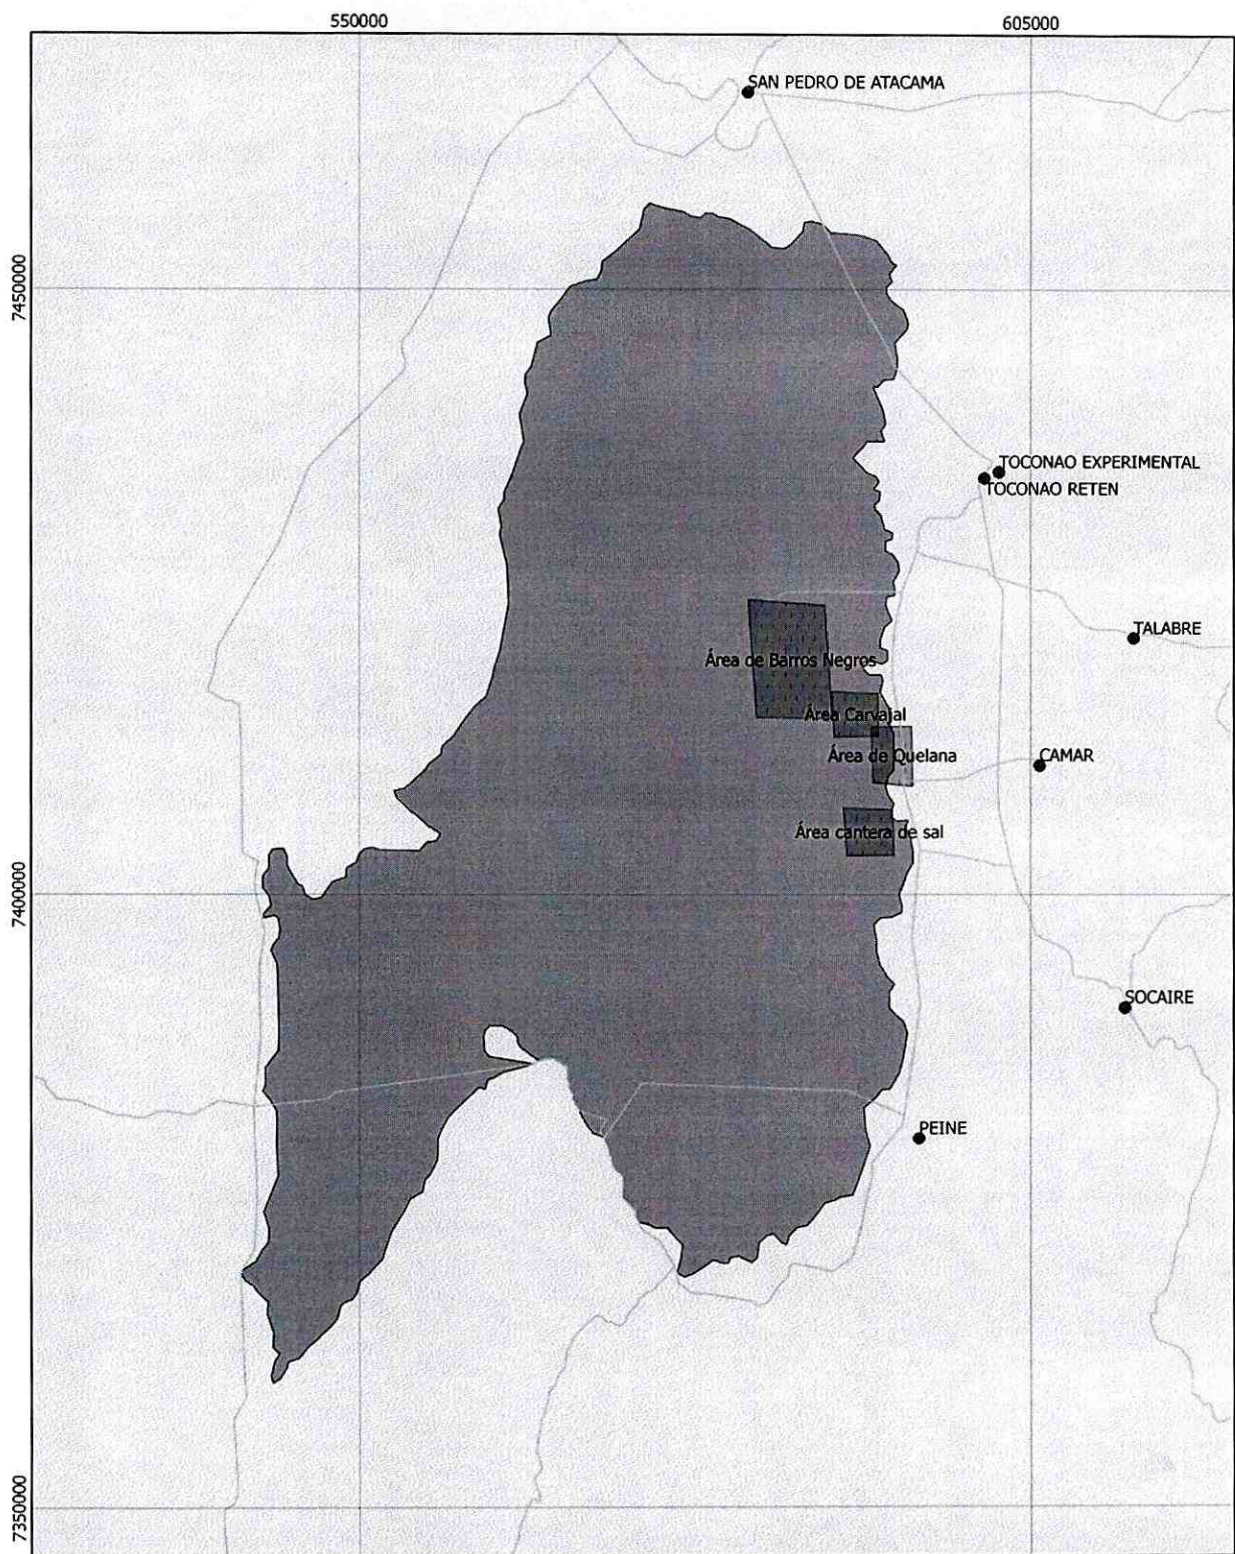 550000
605000
SAN PEDRO DE ATACAMA
7450000
TOCONAO EXPERIMENTAL
TOCONAO RETEN
TALABRE
Área de Barros Negros
Área Carvajal
Área de Quelana
CAMAR
Área cantera de sal
7400000
SOCAIRE
PEINE
7350000